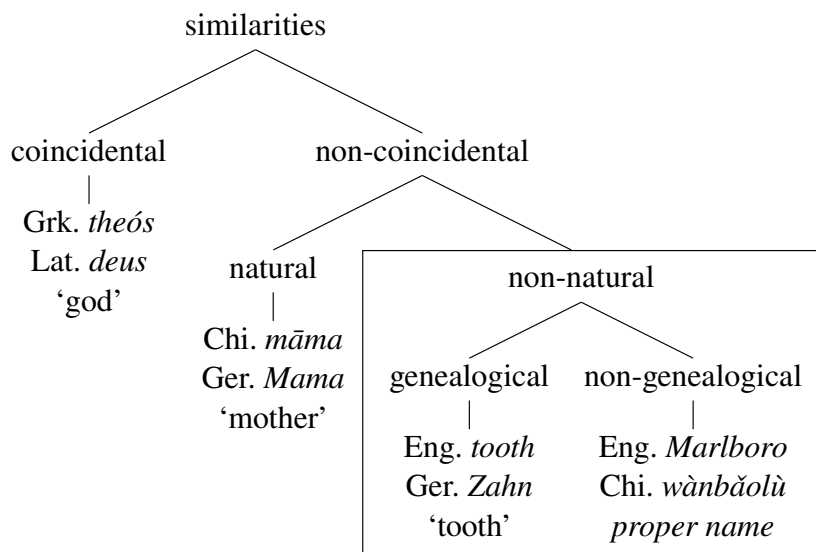 similarities
coincidental non-coincidental
Grk. theós
Lat. deus
‘god’
natural non-natural
Chi. māma
Ger. Mama
‘mother’
genealogical non-genealogical
Eng. tooth Eng. Marlboro
Ger. Zahn Chi. wànbǎolù
‘tooth’ proper name